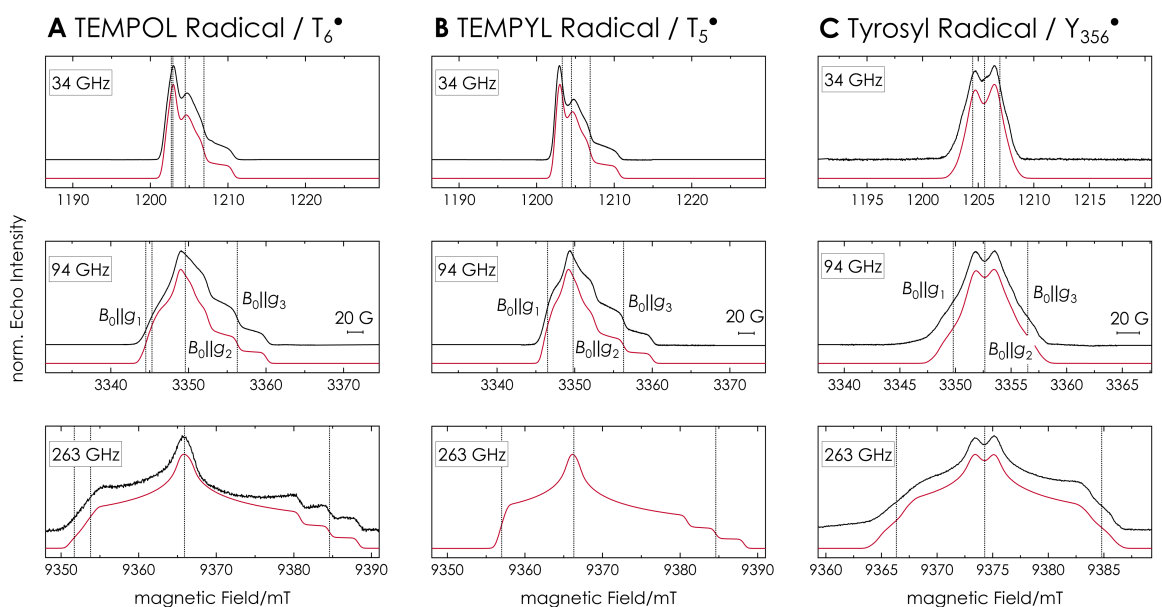 A TEMPOL Radical / T6•
B TEMPYL Radical / T5•
C Tyrosyl Radical / Y356•
norm. Echo Intensity
34 GHz
1190 1200 1210 1220
34 GHz
1190 1200 1210 1220
34 GHz
1195 1200 1205 1210 1215 1220
94 GHz
B0||g1
B0||g2
B0||g3
20 G
3340 3350 3360 3370
94 GHz
B0||g1
B0||g2
B0||g3
20 G
3340 3350 3360 3370
94 GHz
B0||g1
B0||g2
B0||g3
20 G
3340 3345 3350 3355 3360 3365
263 GHz
9350 9360 9370 9380 9390
magnetic Field/mT
263 GHz
9350 9360 9370 9380 9390
magnetic Field/mT
263 GHz
9360 9365 9370 9375 9380 9385
magnetic Field/mT